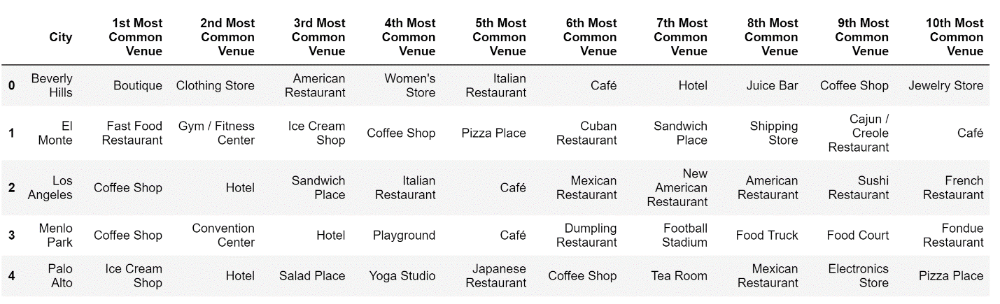 City 1st Most Common Venue 2nd Most Common Venue 3rd Most Common Venue 4th Most Common Venue 5th Most Common Venue 6th Most Common Venue 7th Most Common Venue 8th Most Common Venue 9th Most Common Venue 10th Most Common Venue
0 Beverly Hills Boutique Clothing Store American Restaurant Women's Store Italian Restaurant Café Hotel Juice Bar Coffee Shop Jewelry Store
1 El Monte Fast Food Restaurant Gym / Fitness Center Ice Cream Shop Coffee Shop Pizza Place Cuban Restaurant Sandwich Place Shipping Store Cajun / Creole Restaurant Café
2 Los Angeles Coffee Shop Hotel Sandwich Place Italian Restaurant Café Mexican Restaurant New American Restaurant American Restaurant Sushi Restaurant French Restaurant
3 Menlo Park Coffee Shop Convention Center Hotel Playground Café Dumpling Restaurant Football Stadium Food Truck Food Court Fondue Restaurant
4 Palo Alto Ice Cream Shop Hotel Salad Place Yoga Studio Japanese Restaurant Coffee Shop Tea Room Mexican Restaurant Electronics Store Pizza Place